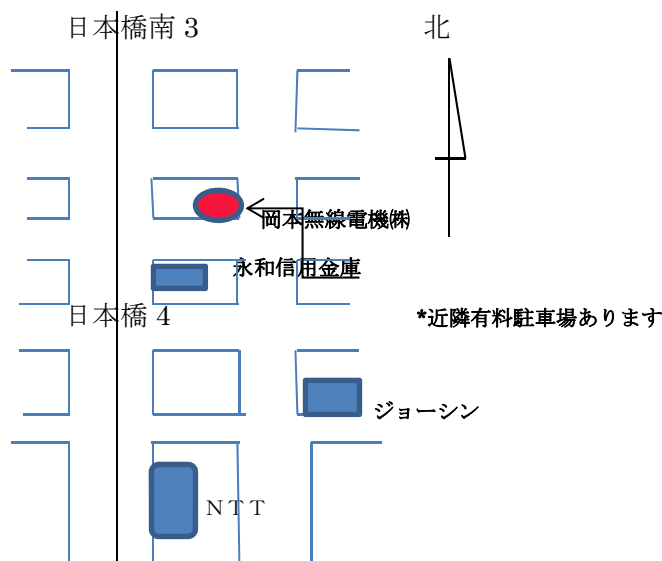 日本橋南3
北
岡本無線電機㈱
永和信用金庫
日本橋4
*近隣有料駐車場あります
ジョーシン
ＮＴＴ